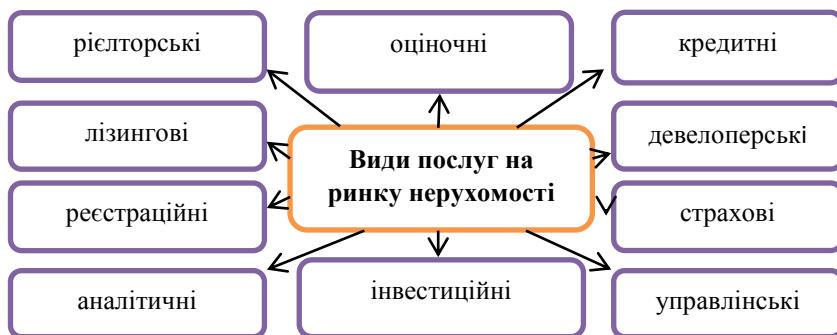 рієлторські
оціночні
кредитні
лізингові
Види послуг на
ринку нерухомості
девелоперські
реєстраційні
страхові
аналітичні
інвестиційні
управлінські